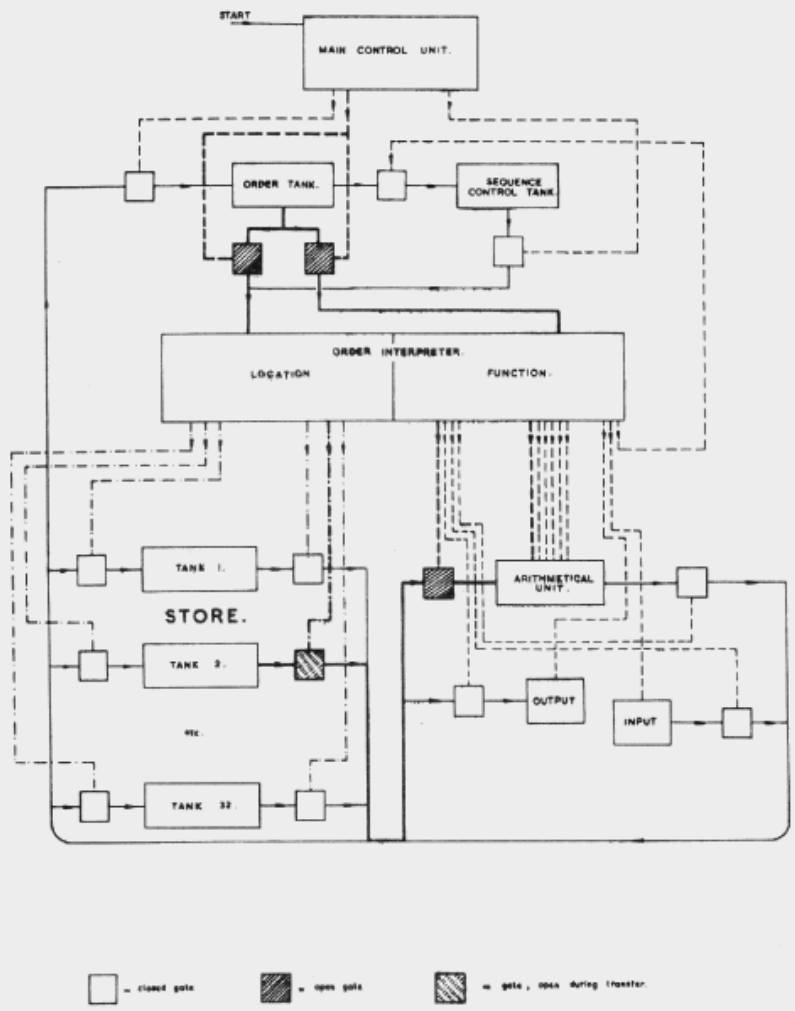 START
MAIN CONTROL UNIT.
ORDER TANK.
SEQUENCE
CONTROL TANK.
ORDER INTERPRETER.
LOCATION
FUNCTION.
TANK 1.
STORE.
ARITHMETICAL
UNIT.
TANK 2.
etc.
OUTPUT
INPUT
TANK 32.
= closed gate
= open gate
= gate, open during transfer.